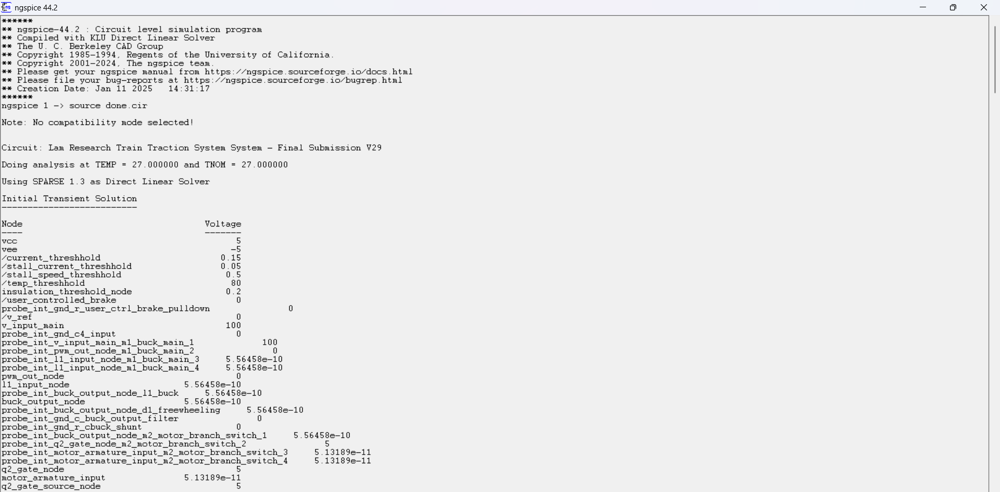 ngspice 44.2
******
** ngspice-44.2 : Circuit level simulation program
** Compiled with KLU Direct Linear Solver
** The U. C. Berkeley CAD Group
** Copyright 1985-1994, Regents of the University of California.
** Copyright 2001-2024, The ngspice team.
** Please get your ngspice manual from https://ngspice.sourceforge.io/docs.html
** Please file your bug-reports at https://ngspice.sourceforge.io/bugrep.html
** Creation Date: Jan 11 2025   14:31:17
******
ngspice 1 -> source done.cir
Note: No compatibility mode selected!
Circuit: Lam Research Train Traction System System - Final Submission V29
Doing analysis at TEMP = 27.000000 and TNOM = 27.000000
Using SPARSE 1.3 as Direct Linear Solver
Initial Transient Solution
--------------------------
Node                                   Voltage
----                                   -------
vcc                                          5
vee                                         -5
/current_threshhold                       0.15
/stall_current_threshhold                 0.05
/stall_speed_threshhold                    0.5
/temp_threshhold                            80
insulation_threshold_node                  0.2
/user_controlled_brake                       0
probe_int_gnd_r_user_ctrl_brake_pulldown               0
/v_ref                                       0
v_input_main                               100
probe_int_gnd_c4_input                       0
probe_int_v_input_main_m1_buck_main_1             100
probe_int_pwm_out_node_m1_buck_main_2               0
probe_int_l1_input_node_m1_buck_main_3     5.56458e-10
probe_int_l1_input_node_m1_buck_main_4     5.56458e-10
pwm_out_node                                 0
l1_input_node                      5.56458e-10
probe_int_buck_output_node_l1_buck     5.56458e-10
buck_output_node                   5.56458e-10
probe_int_buck_output_node_d1_freewheeling     5.56458e-10
probe_int_gnd_c_buck_output_filter               0
probe_int_gnd_r_cbuck_shunt                  0
probe_int_buck_output_node_m2_motor_branch_switch_1     5.56458e-10
probe_int_q2_gate_node_m2_motor_branch_switch_2               5
probe_int_motor_armature_input_m2_motor_branch_switch_3     5.13189e-11
probe_int_motor_armature_input_m2_motor_branch_switch_4     5.13189e-11
q2_gate_node                                 5
motor_armature_input               5.13189e-11
q2_gate_source_node                          5